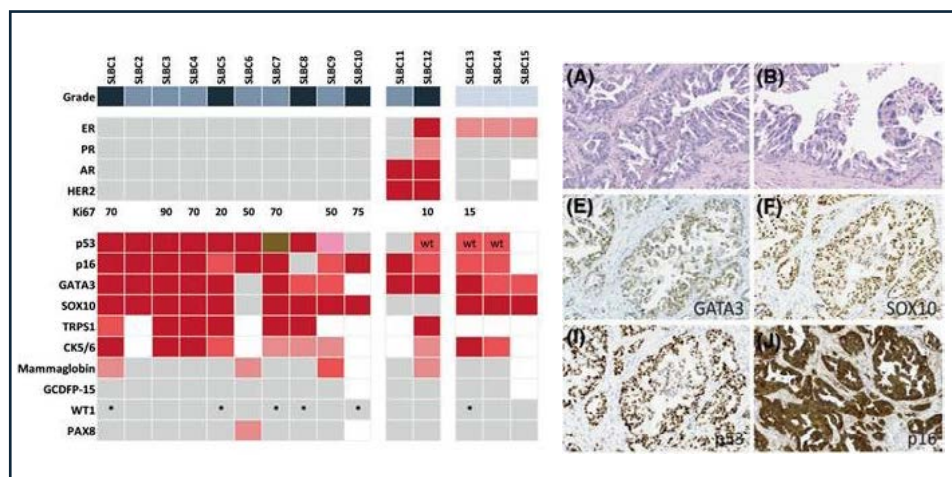 SLBC1 SLBC2 SLBC3 SLBC4 SLBC5 SLBC6 SLBC7 SLBC8 SLBC9 SLBC10 SLBC11 SLBC12 SLBC13 SLBC14 SLBC15
Grade
ER
PR
AR
HER2
Ki67 70 90 70 20 50 70 50 75 10 15
p53 wt wt wt
p16
GATA3
SOX10
TRPS1
CK5/6
Mammaglobin
GCDFP-15
WT1
PAX8
(A) (B)
(E) (F)
GATA3 SOX10
(I) (J)
p53 p16